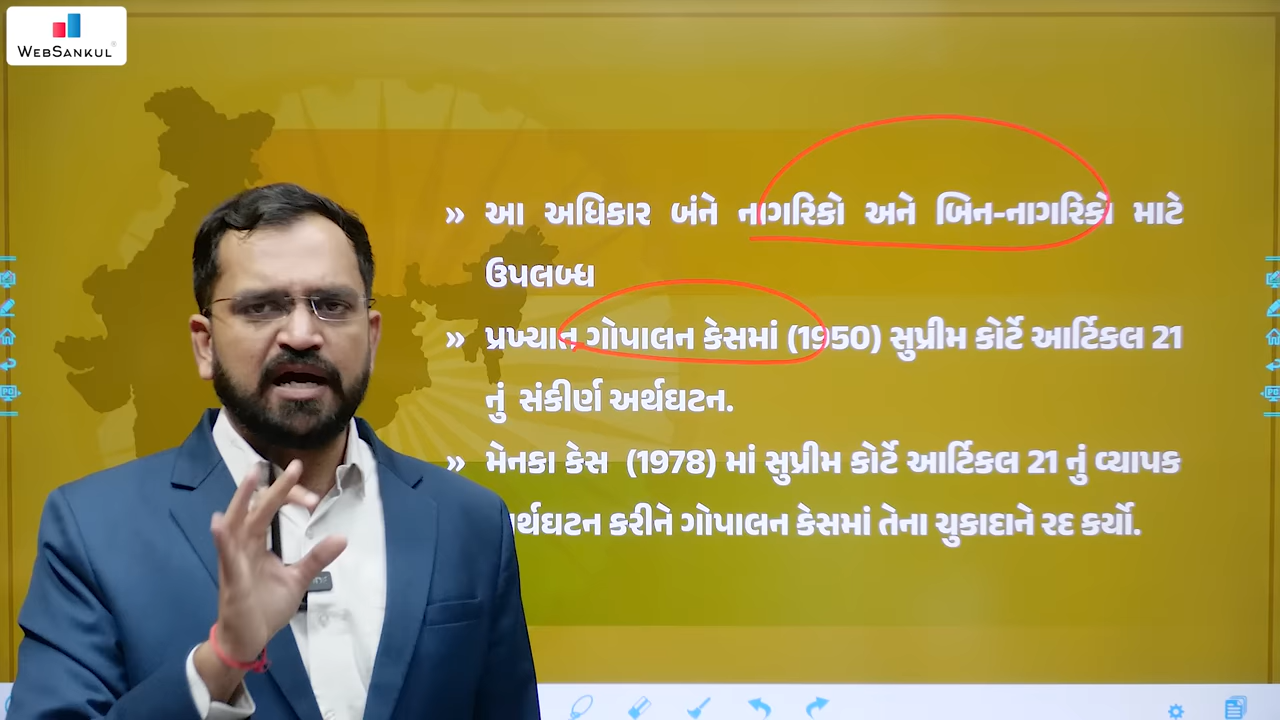 WEBSANKUL
» આ અધિકાર બંને નાગરિકો અને બિન-નાગરિકો માટે
ઉપલબ્ધ
» પ્રખ્યાત ગોપાલન કેસમાં (1950) સુપ્રીમ કોર્ટે આર્ટિકલ 21
નું સંકીર્ણ અર્થઘટન.
» મેનકા કેસ (1978) માં સુપ્રીમ કોર્ટે આર્ટિકલ 21 નું વ્યાપક
ર્થઘટન કરીને ગોપાલન કેસમાં તેના ચુકાદાને રદ કર્યો.